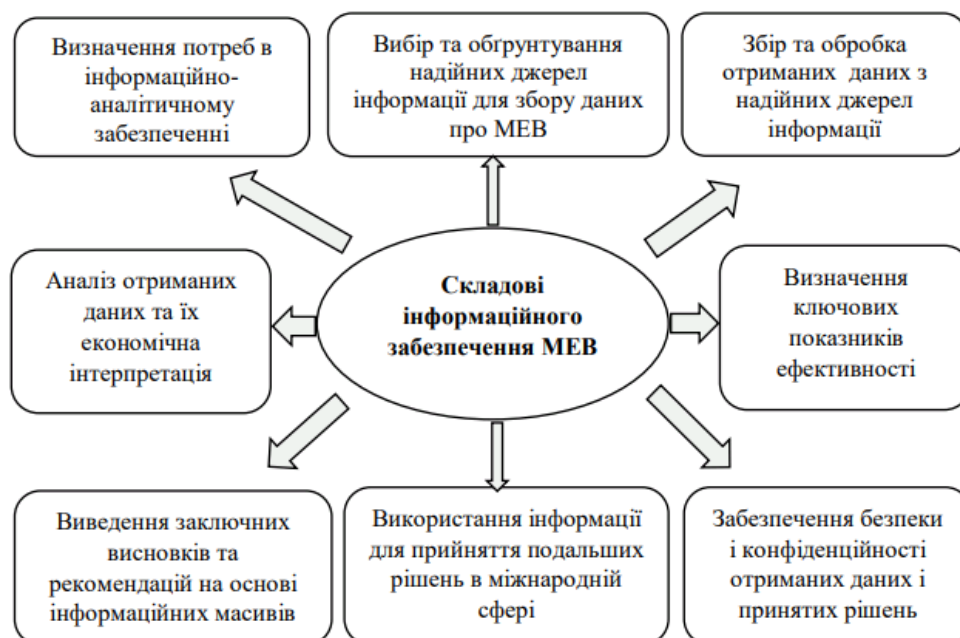 Визначення потреб в
інформаційно-
аналітичному
забезпеченні
Вибір та обґрунтування
надійних джерел
інформації для збору даних
про МЕВ
Збір та обробка
отриманих даних з
надійних джерел
інформації
Аналіз отриманих
даних та їх
економічна
інтерпретація
Складові
інформаційного
забезпечення МЕВ
Визначення
ключових
показників
ефективності
Виведення заключних
висновків та
рекомендацій на основі
інформаційних масивів
Використання інформації
для прийняття подальших
рішень в міжнародній
сфері
Забезпечення безпеки
і конфіденційності
отриманих даних і
принятих рішень